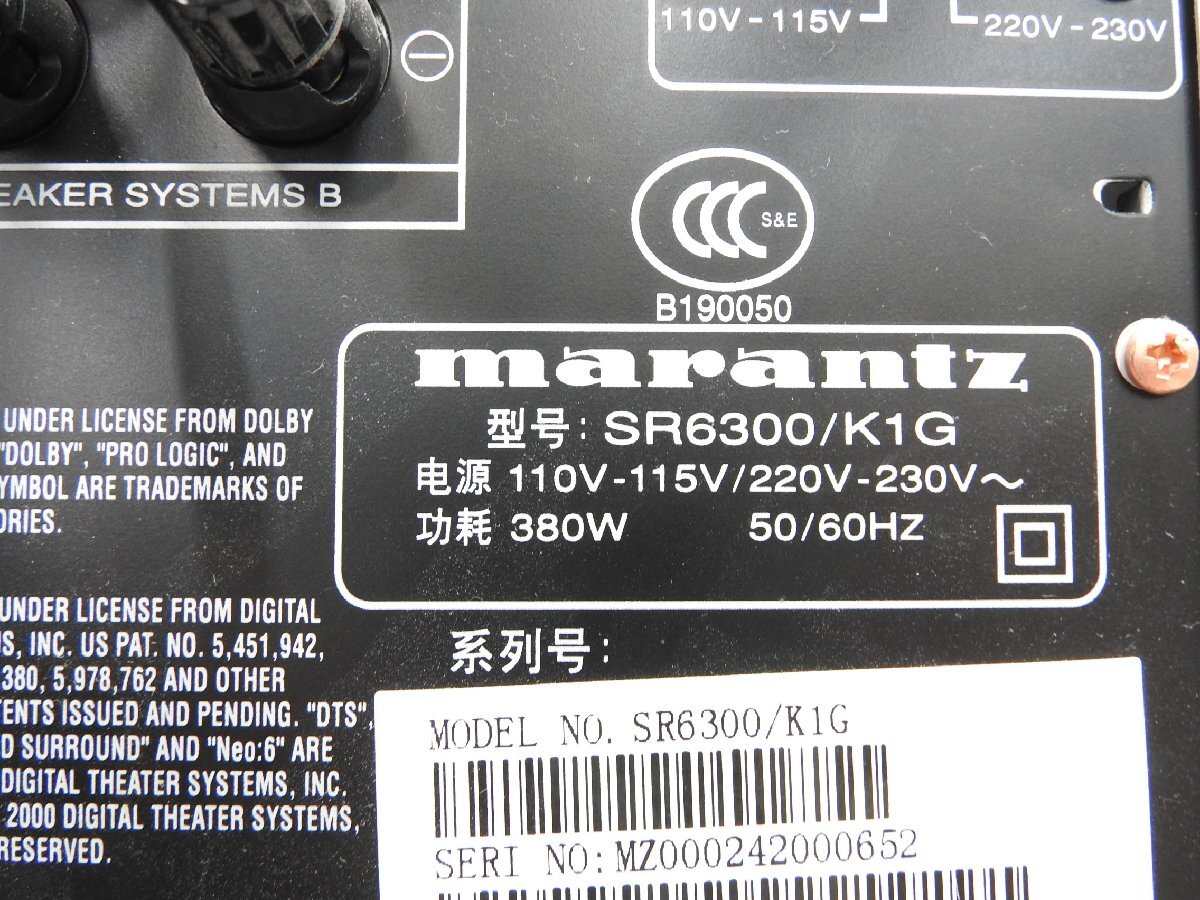 110V - 115V
220V - 230V
EAKER SYSTEMS B
CCC S&E
B190050
marantz
型号: SR6300/K1G
电源 110V-115V/220V-230V～
功耗 380W 50/60HZ
UNDER LICENSE FROM DOLBY
"DOLBY", "PRO LOGIC", AND
YMBOL ARE TRADEMARKS OF
ORIES.
UNDER LICENSE FROM DIGITAL
S, INC. US PAT. NO. 5,451,942,
380, 5,978,762 AND OTHER
TENTS ISSUED AND PENDING. "DTS",
D SURROUND" AND "Neo:6" ARE
DIGITAL THEATER SYSTEMS, INC.
2000 DIGITAL THEATER SYSTEMS,
RESERVED.
系列号:
MODEL NO. SR6300/K1G
SERI NO:MZ000242000652